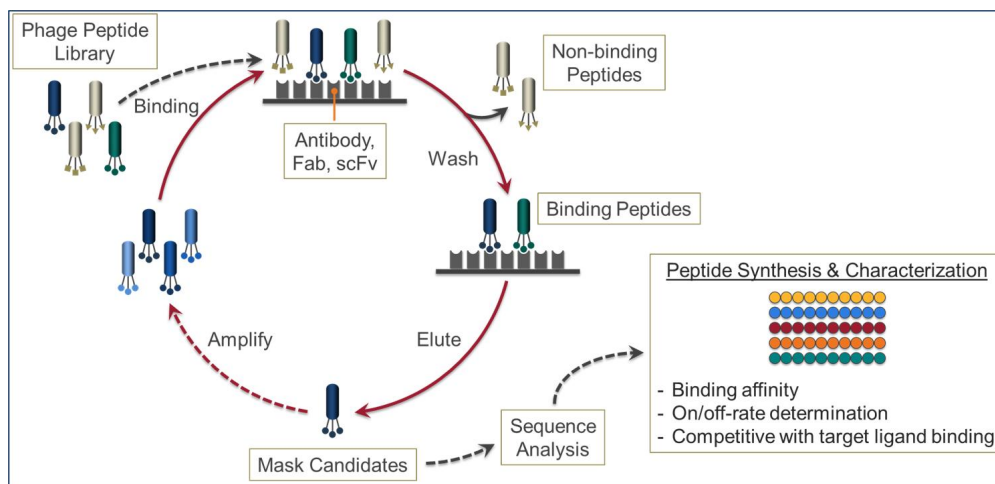 Phage Peptide
Library
Binding
Antibody,
Fab, scFv
Non-binding
Peptides
Wash
Binding Peptides
Elute
Amplify
Mask Candidates
Sequence
Analysis
Peptide Synthesis & Characterization
- Binding affinity
- On/off-rate determination
- Competitive with target ligand binding